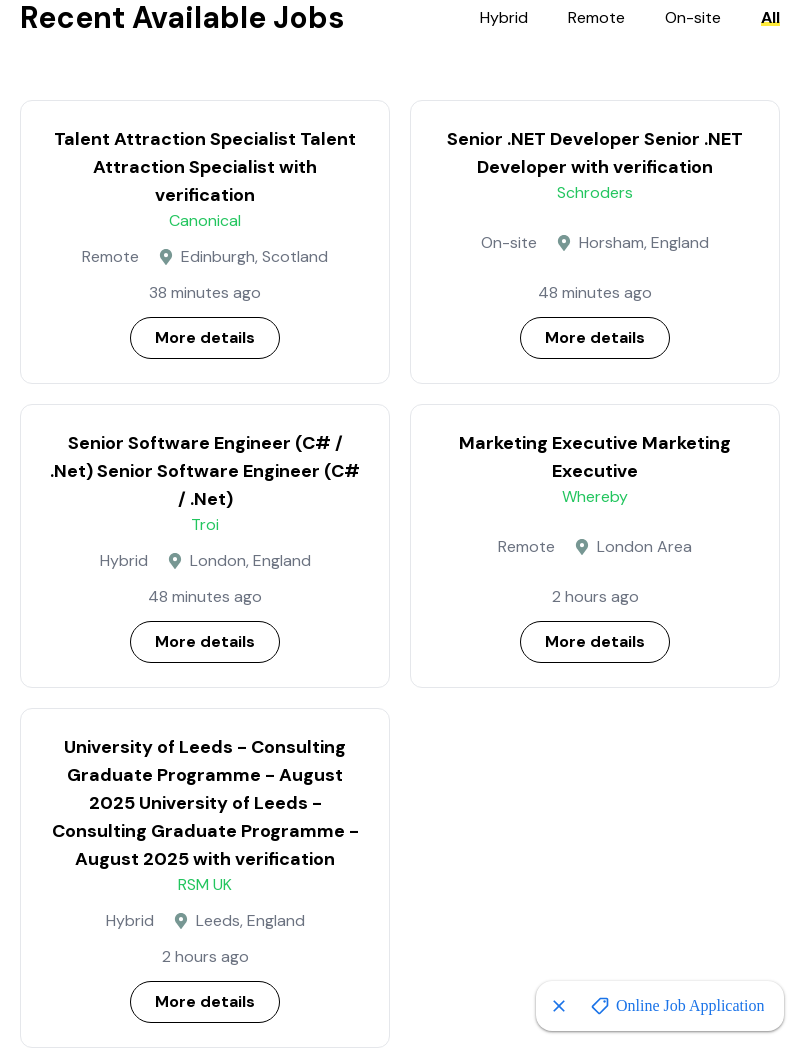 Recent Available Jobs
Hybrid
Remote
On-site
All
Talent Attraction Specialist Talent
Attraction Specialist with
verification
Canonical
Remote
Edinburgh, Scotland
38 minutes ago
More details
Senior .NET Developer Senior .NET
Developer with verification
Schroders
On-site
Horsham, England
48 minutes ago
More details
Senior Software Engineer (C# /
.Net) Senior Software Engineer (C#
/ .Net)
Troi
Hybrid
London, England
48 minutes ago
More details
Marketing Executive Marketing
Executive
Whereby
Remote
London Area
2 hours ago
More details
University of Leeds - Consulting
Graduate Programme - August
2025 University of Leeds -
Consulting Graduate Programme -
August 2025 with verification
RSM UK
Hybrid
Leeds, England
2 hours ago
More details
Online Job Application